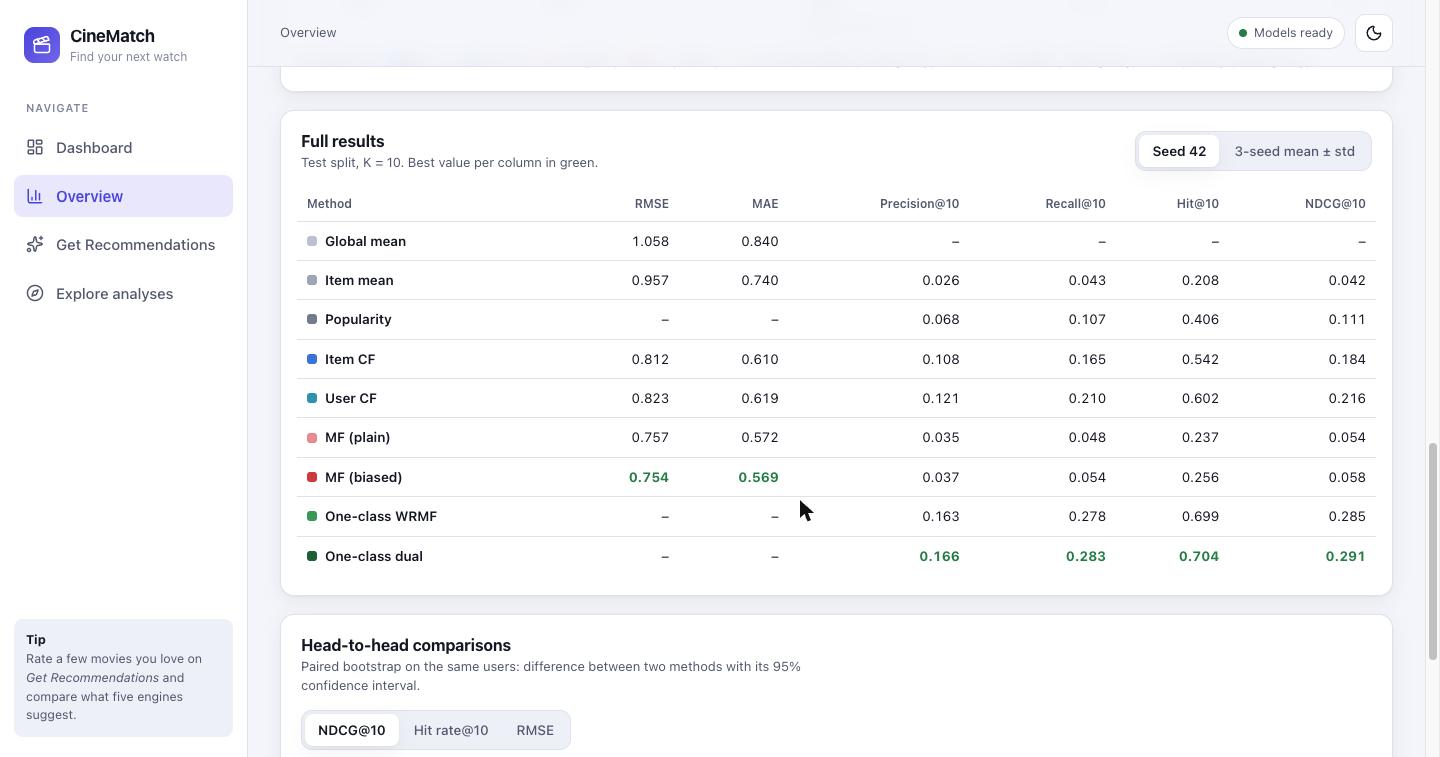 CineMatch
Find your next watch
NAVIGATE
Dashboard
Overview
Get Recommendations
Explore analyses
Tip
Rate a few movies you love on
Get Recommendations and
compare what five engines
suggest.
Overview
Models ready
Full results
Test split, K = 10. Best value per column in green.
Seed 42 3-seed mean ± std
Method RMSE MAE Precision@10 Recall@10 Hit@10 NDCG@10
Global mean 1.058 0.840 – – – –
Item mean 0.957 0.740 0.026 0.043 0.208 0.042
Popularity – – 0.068 0.107 0.406 0.111
Item CF 0.812 0.610 0.108 0.165 0.542 0.184
User CF 0.823 0.619 0.121 0.210 0.602 0.216
MF (plain) 0.757 0.572 0.035 0.048 0.237 0.054
MF (biased) 0.754 0.569 0.037 0.054 0.256 0.058
One-class WRMF – – 0.163 0.278 0.699 0.285
One-class dual – – 0.166 0.283 0.704 0.291
Head-to-head comparisons
Paired bootstrap on the same users: difference between two methods with its 95%
confidence interval.
NDCG@10 Hit rate@10 RMSE